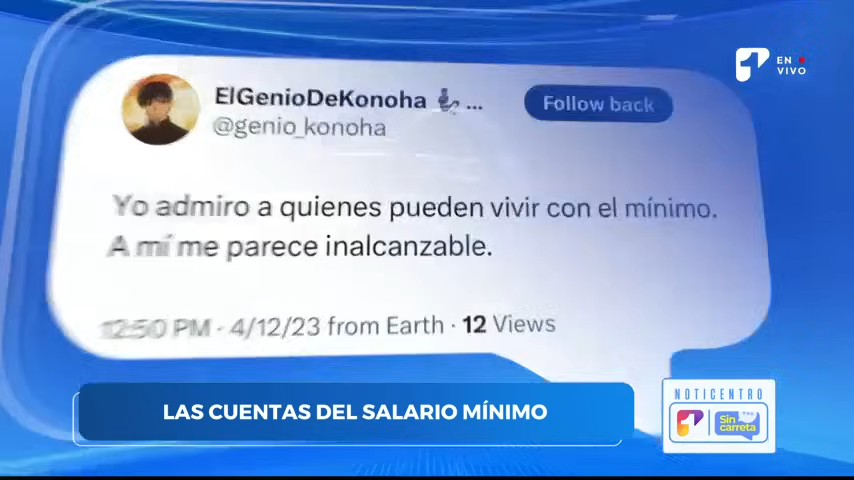 EN VIVO
ElGenioDeKonoha ...
Follow back
@genio_konoha
Yo admiro a quienes pueden vivir con el mínimo.
A mí me parece inalcanzable.
12:50 PM · 4/12/23 from Earth · 12 Views
LAS CUENTAS DEL SALARIO MÍNIMO
NOTICENTRO
1
Sin
carreta